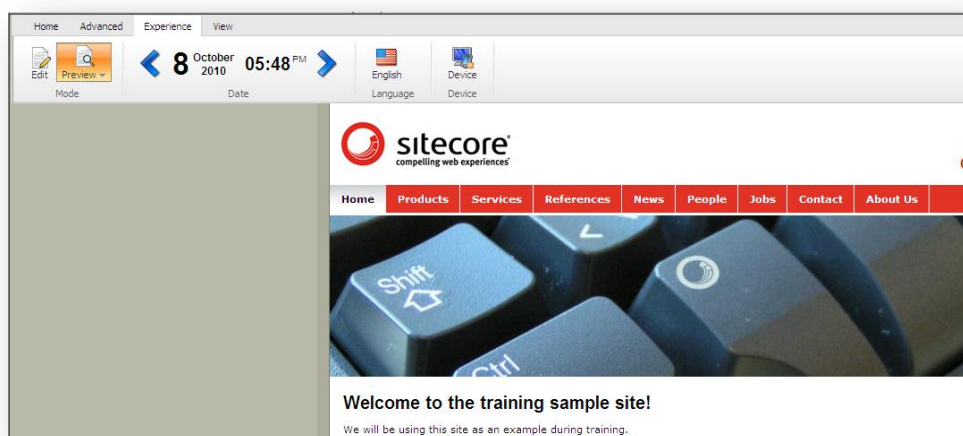 Home Advanced Experience View
Edit Preview 8 October 2010 05:48 PM English Device
Mode Date Language Device
sitecore
compelling web experiences
Home Products Services References News People Jobs Contact About Us
Shift
Ctrl
Welcome to the training sample site!
We will be using this site as an example during training.